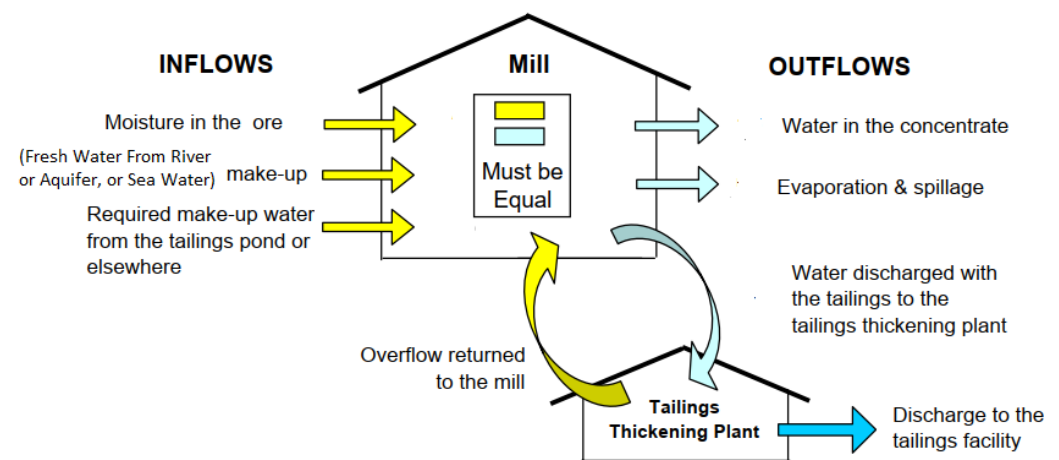 INFLOWS
Mill
OUTFLOWS
Moisture in the ore
(Fresh Water From River
or Aquifer, or Sea Water) make-up
Required make-up water
from the tailings pond or
elsewhere
Must be
Equal
Water in the concentrate
Evaporation & spillage
Water discharged with
the tailings to the
tailings thickening plant
Overflow returned
to the mill
Tailings
Thickening Plant
Discharge to the
tailings facility